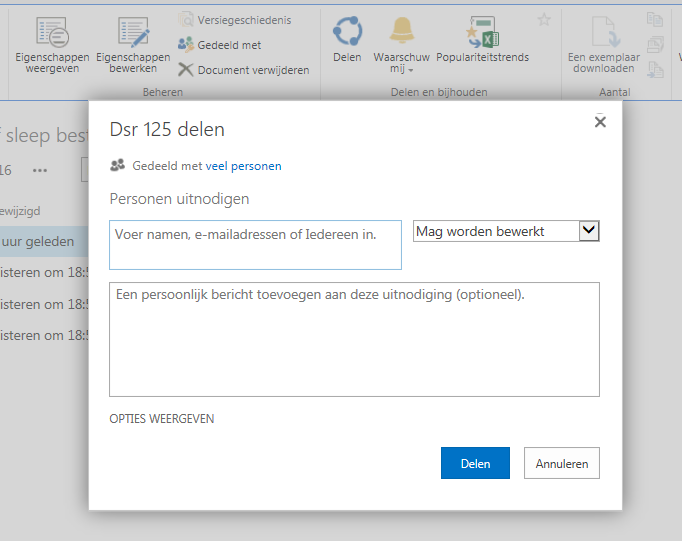 Versiegeschiedenis
Eigenschappen weergeven
Eigenschappen bewerken
Gedeeld met
Document verwijderen
Beheren
Delen
Waarschuw mij
Populariteitstrends
Delen en bijhouden
Een exemplaar downloaden
Aantal
f sleep best
16 •••
ewijzigd
uur geleden
isteren om 18:5
isteren om 18:5
isteren om 18:5
Dsr 125 delen
Gedeeld met veel personen
Personen uitnodigen
Voer namen, e-mailadressen of Iedereen in.
Mag worden bewerkt
Een persoonlijk bericht toevoegen aan deze uitnodiging (optioneel).
OPTIES WEERGEVEN
Delen
Annuleren